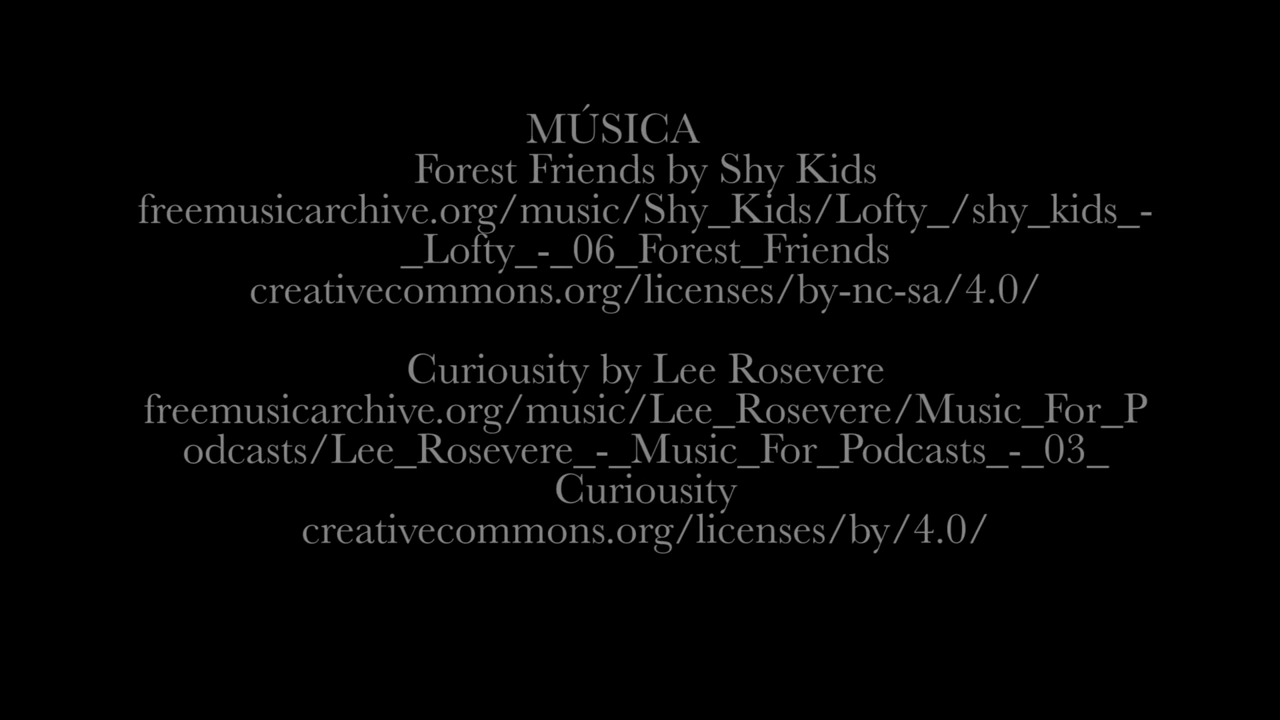 MÚSICA
Forest Friends by Shy Kids
freemusicarchive.org/music/Shy_Kids/Lofty_/shy_kids_-
_Lofty_-_06_Forest_Friends
creativecommons.org/licenses/by-nc-sa/4.0/
Curiousity by Lee Rosevere
freemusicarchive.org/music/Lee_Rosevere/Music_For_P
odcasts/Lee_Rosevere_-_Music_For_Podcasts_-_03_
Curiousity
creativecommons.org/licenses/by/4.0/